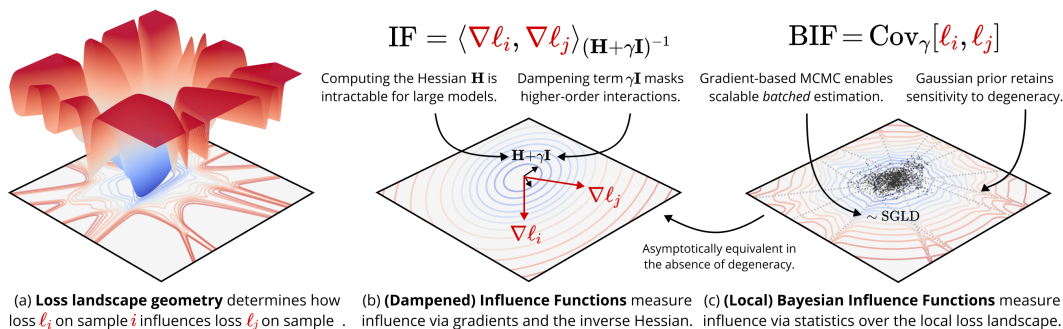 IF = ⟨∇ℓᵢ, ∇ℓⱼ⟩₍H+γI₎⁻¹
Computing the Hessian H is
intractable for large models.
Dampening term γI masks
higher-order interactions.
H+γI
∇ℓⱼ
∇ℓᵢ
BIF = Covγ[ℓᵢ, ℓⱼ]
Gradient-based MCMC enables
scalable batched estimation.
Gaussian prior retains
sensitivity to degeneracy.
∼ SGLD
Asymptotically equivalent in
the absence of degeneracy.
(a) Loss landscape geometry determines how
loss ℓᵢ on sample i influences loss ℓⱼ on sample .
(b) (Dampened) Influence Functions measure
influence via gradients and the inverse Hessian.
(c) (Local) Bayesian Influence Functions measure
influence via statistics over the local loss landscape.